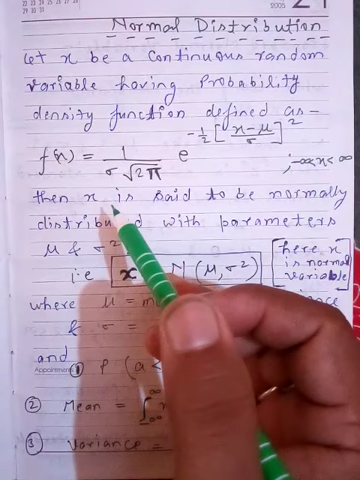 2005
Normal Distribution
Let x be a continuous random
variable having Probability
density function defined as-
f(x) = 1/(σ√2π) e^(-1/2[(x-μ)/σ]^2) ; -∞<x<∞
then x is said to be normally
distributed with parameters
μ & σ²
i.e x N(μ, σ²) [here x is normal variable]
where μ =
& σ =
and
Appointment ① P(a <
② Mean = ∫
③ Variance =